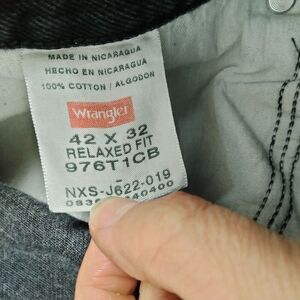 MADE IN NICARAGUA
HECHO EN NICARAGUA
100% COTTON / ALGODON
Wrangler
42 X 32
RELAXED FIT
976T1CB
-
NXS-J622-019